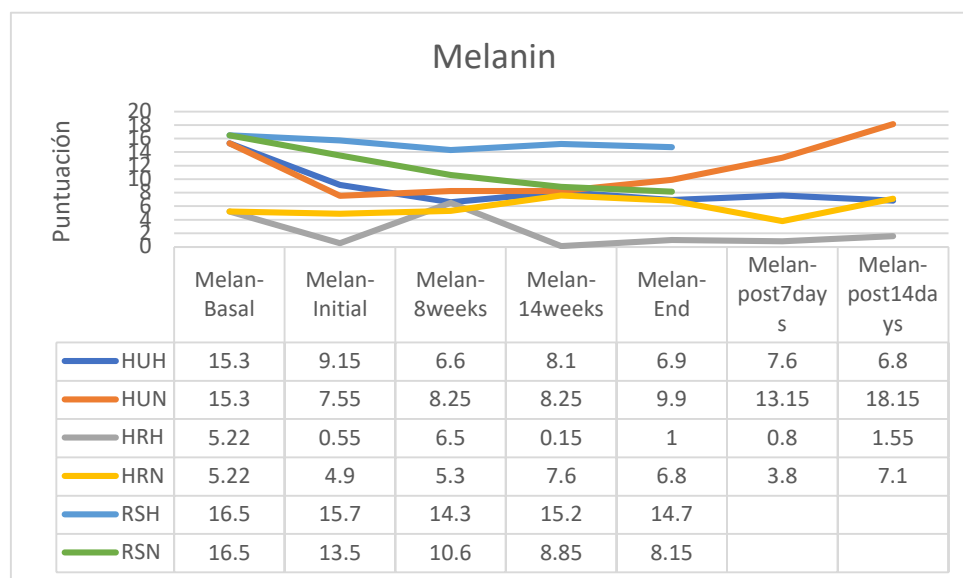 Melanin
Puntuación
20
18
16
14
12
10
8
6
4
2
0
Melan-
Basal
Melan-
Initial
Melan-
8weeks
Melan-
14weeks
Melan-
End
Melan-
post7day
s
Melan-
post14da
ys
HUH 15.3 9.15 6.6 8.1 6.9 7.6 6.8
HUN 15.3 7.55 8.25 8.25 9.9 13.15 18.15
HRH 5.22 0.55 6.5 0.15 1 0.8 1.55
HRN 5.22 4.9 5.3 7.6 6.8 3.8 7.1
RSH 16.5 15.7 14.3 15.2 14.7
RSN 16.5 13.5 10.6 8.85 8.15